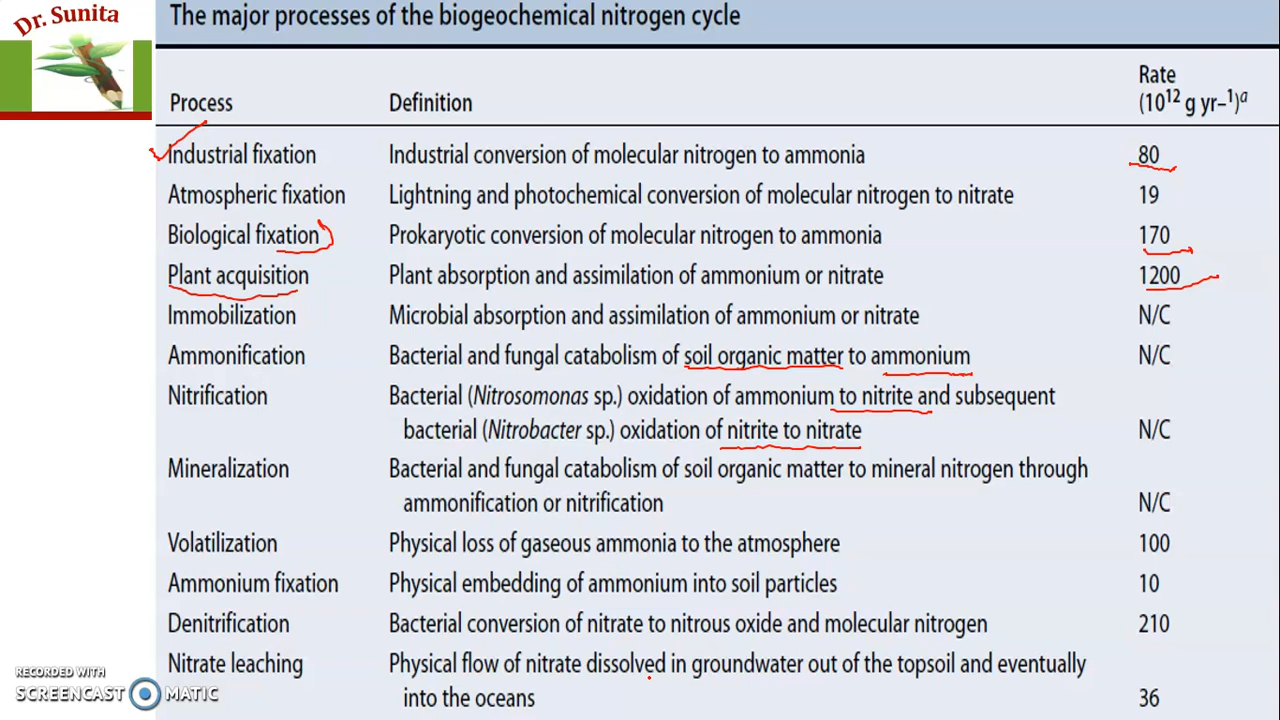 Dr. Sunita
The major processes of the biogeochemical nitrogen cycle
Process Definition Rate (10¹² g yr–¹)ᵃ
Industrial fixation Industrial conversion of molecular nitrogen to ammonia 80
Atmospheric fixation Lightning and photochemical conversion of molecular nitrogen to nitrate 19
Biological fixation Prokaryotic conversion of molecular nitrogen to ammonia 170
Plant acquisition Plant absorption and assimilation of ammonium or nitrate 1200
Immobilization Microbial absorption and assimilation of ammonium or nitrate N/C
Ammonification Bacterial and fungal catabolism of soil organic matter to ammonium N/C
Nitrification Bacterial (Nitrosomonas sp.) oxidation of ammonium to nitrite and subsequent
bacterial (Nitrobacter sp.) oxidation of nitrite to nitrate N/C
Mineralization Bacterial and fungal catabolism of soil organic matter to mineral nitrogen through
ammonification or nitrification N/C
Volatilization Physical loss of gaseous ammonia to the atmosphere 100
Ammonium fixation Physical embedding of ammonium into soil particles 10
Denitrification Bacterial conversion of nitrate to nitrous oxide and molecular nitrogen 210
Nitrate leaching Physical flow of nitrate dissolved in groundwater out of the topsoil and eventually
into the oceans 36
RECORDED WITH
SCREENCAST MATIC